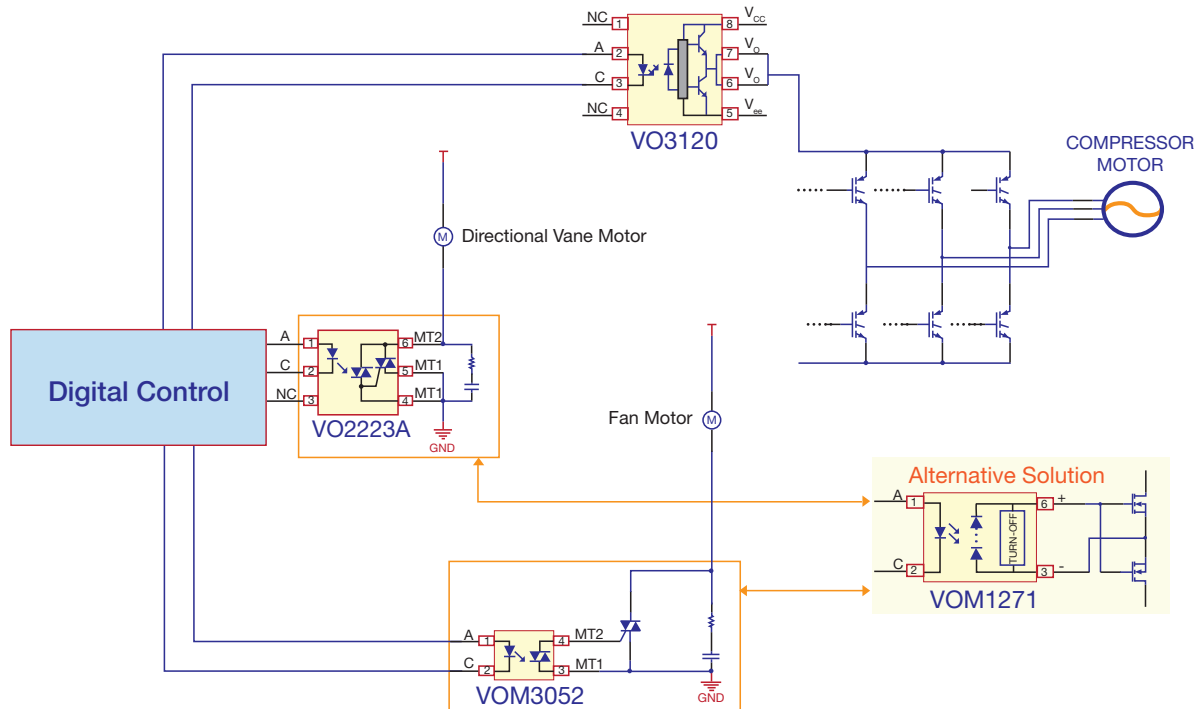 NC 1
8 VCC
A 2
7 VO
C 3
6 VO
NC 4
5 Vee
VO3120
COMPRESSOR
MOTOR
M Directional Vane Motor
Digital Control
A 1
6 MT2
C 2
5 MT1
NC 3
4 MT1
VO2223A
GND
Fan Motor M
Alternative Solution
A 1
6 +
TURN-OFF
C 2
3 -
VOM1271
A 1
4 MT2
C 2
3 MT1
VOM3052
GND